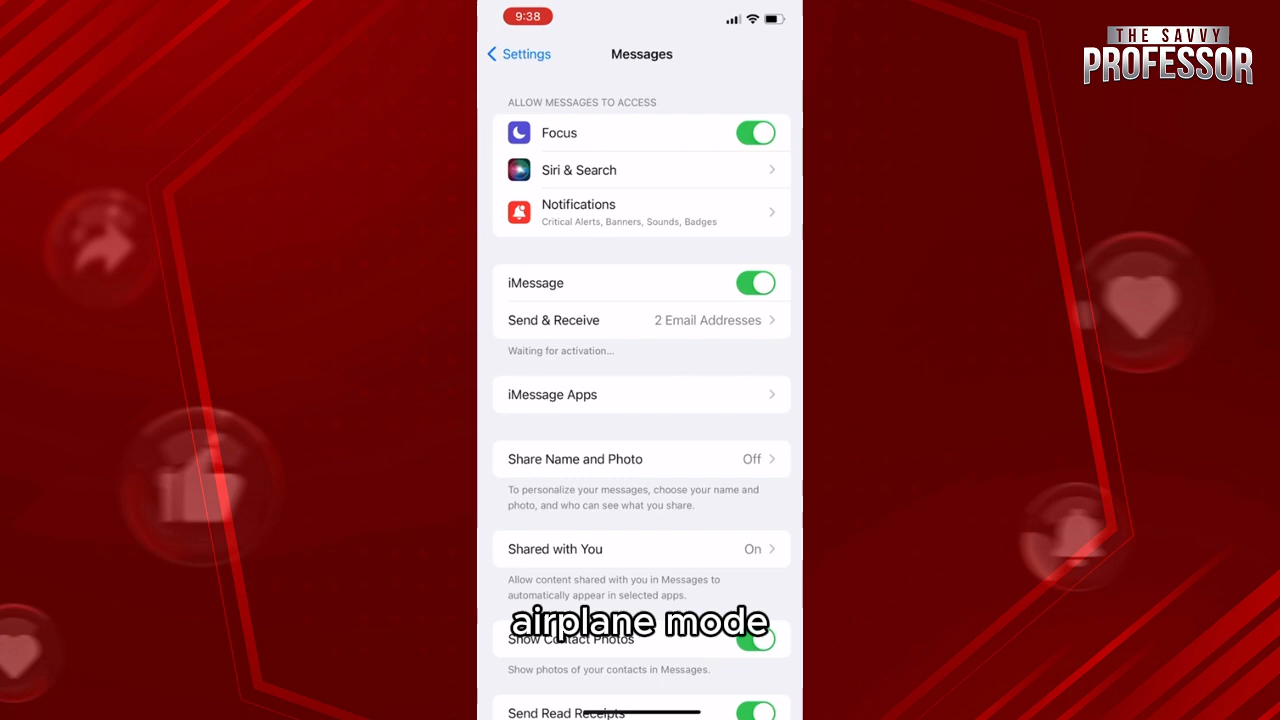 9:38
THE SAVVY
PROFESSOR
Settings
Messages
ALLOW MESSAGES TO ACCESS
Focus
Siri & Search
Notifications
Critical Alerts, Banners, Sounds, Badges
iMessage
Send & Receive 2 Email Addresses
Waiting for activation...
iMessage Apps
Share Name and Photo Off
To personalize your messages, choose your name and
photo, and who can see what you share.
Shared with You On
Allow content shared with you in Messages to
automatically appear in selected apps.
airplane mode
Show Contact Photos
Show photos of your contacts in Messages.
Send Read Receipts